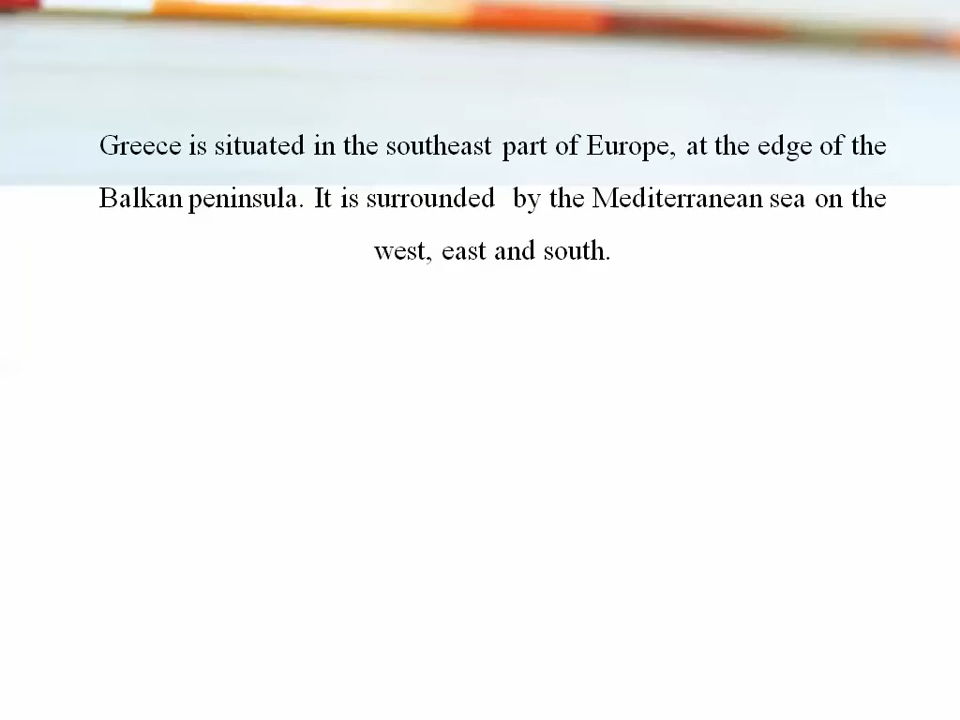 Greece is situated in the southeast part of Europe, at the edge of the
Balkan peninsula. It is surrounded  by the Mediterranean sea on the
west, east and south.